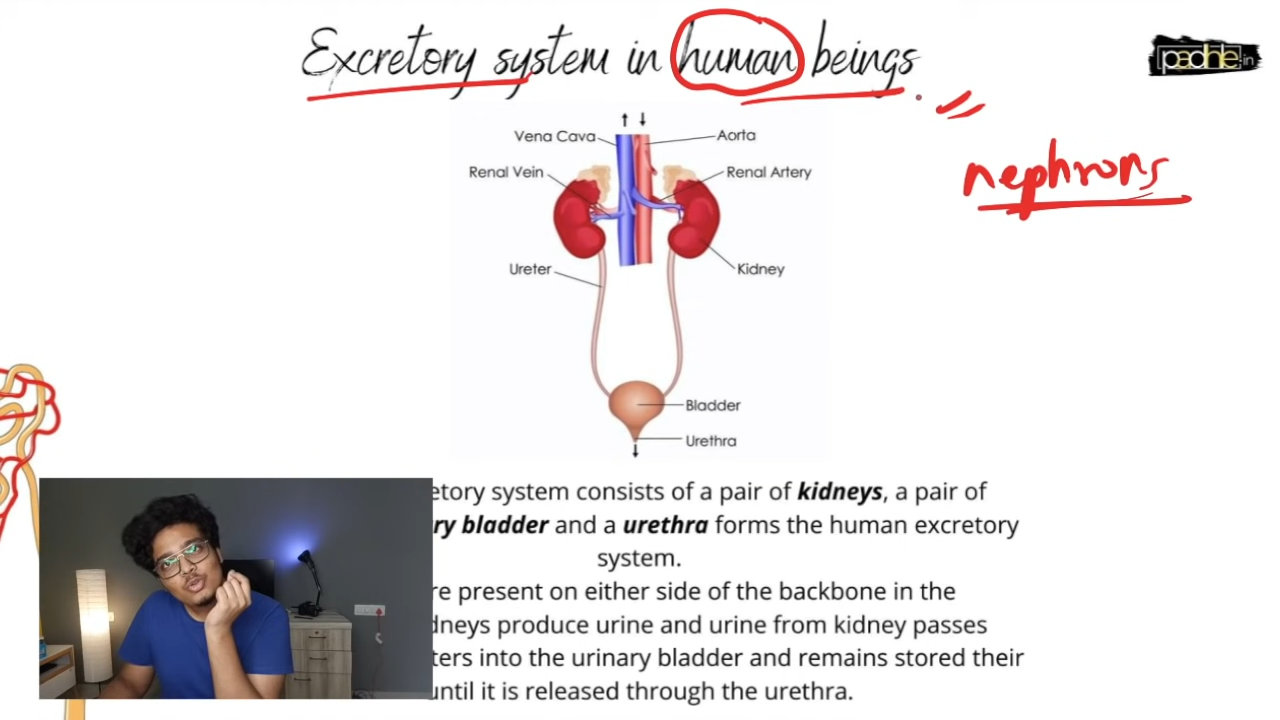 Excretory system in human beings.
padhle.in
nephrons
Vena Cava
Aorta
Renal Vein
Renal Artery
Ureter
Kidney
Bladder
Urethra
etory system consists of a pair of kidneys, a pair of
ry bladder and a urethra forms the human excretory
system.
re present on either side of the backbone in the
dneys produce urine and urine from kidney passes
ters into the urinary bladder and remains stored their
until it is released through the urethra.